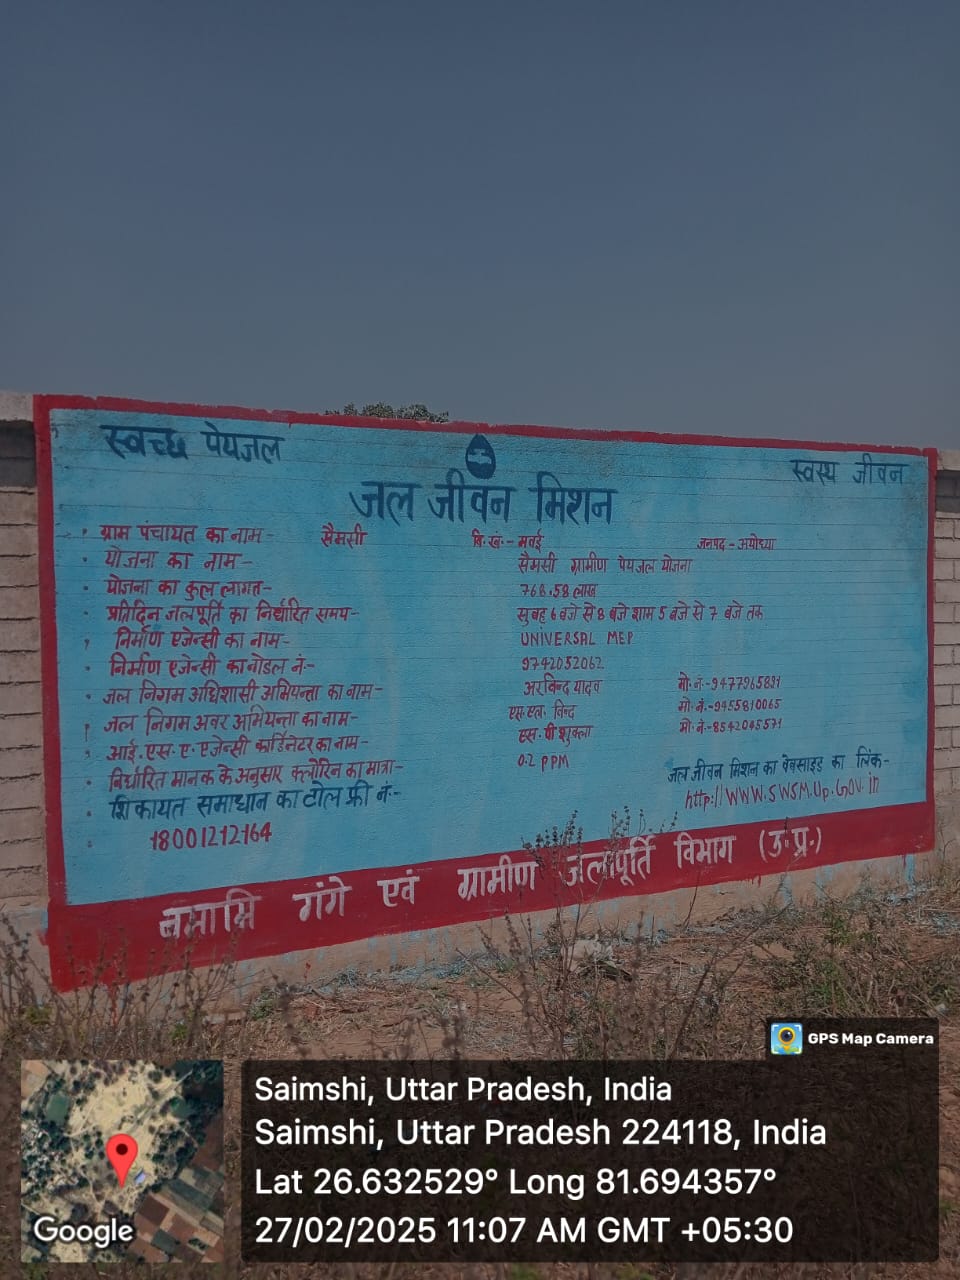 स्वच्छ पेयजल
स्वस्थ जीवन
जल जीवन मिशन
ग्राम पंचायत का नाम- सैमसी वि.खं.- मवई जनपद - अयोध्या
योजना का नाम- सैमसी ग्रामीण पेयजल योजना
योजना का कुल लागत- 768.58 लाख
प्रतिदिन जलपूर्ति का निर्धारित समय- सुबह 6 बजे से 8 बजे शाम 5 बजे से 7 बजे तक
निर्माण एजेन्सी का नाम- UNIVERSAL MEP
निर्माण एजेन्सी का नोडल नं:- 9742052062
जल निगम अधिशासी अभियन्ता का नाम- अरविन्द यादव मो.नं.-9477965891
जल निगम अवर अभियन्ता का नाम- एस.एल. विन्द मो.नं.-9455810065
आई.एस.ए. एजेन्सी कार्डिनेटर का नाम- एस.पी शुक्ला मो.नं.-8542045571
निर्धारित मानक के अनुसार क्लोरिन का मात्रा- 0.2 PPM
शिकायत समाधान का टोल फ्री नं:-
18001212164
जल जीवन मिशन का वेबसाइड का लिंक-
http://WWW.SWSM.Up.Gov.in
नमामि गंगे एवं ग्रामीण जलापूर्ति विभाग (उ.प्र.)
GPS Map Camera
Saimshi, Uttar Pradesh, India
Saimshi, Uttar Pradesh 224118, India
Lat 26.632529° Long 81.694357°
27/02/2025 11:07 AM GMT +05:30
Google